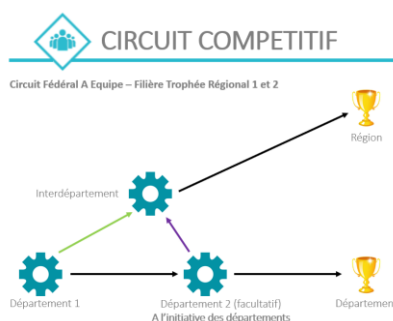 CIRCUIT COMPETITIF
Circuit Fédéral A Equipe – Filière Trophée Régional 1 et 2
Région
Interdépartement
Département 1
Département 2 (facultatif)
A l'initiative des départements
Département